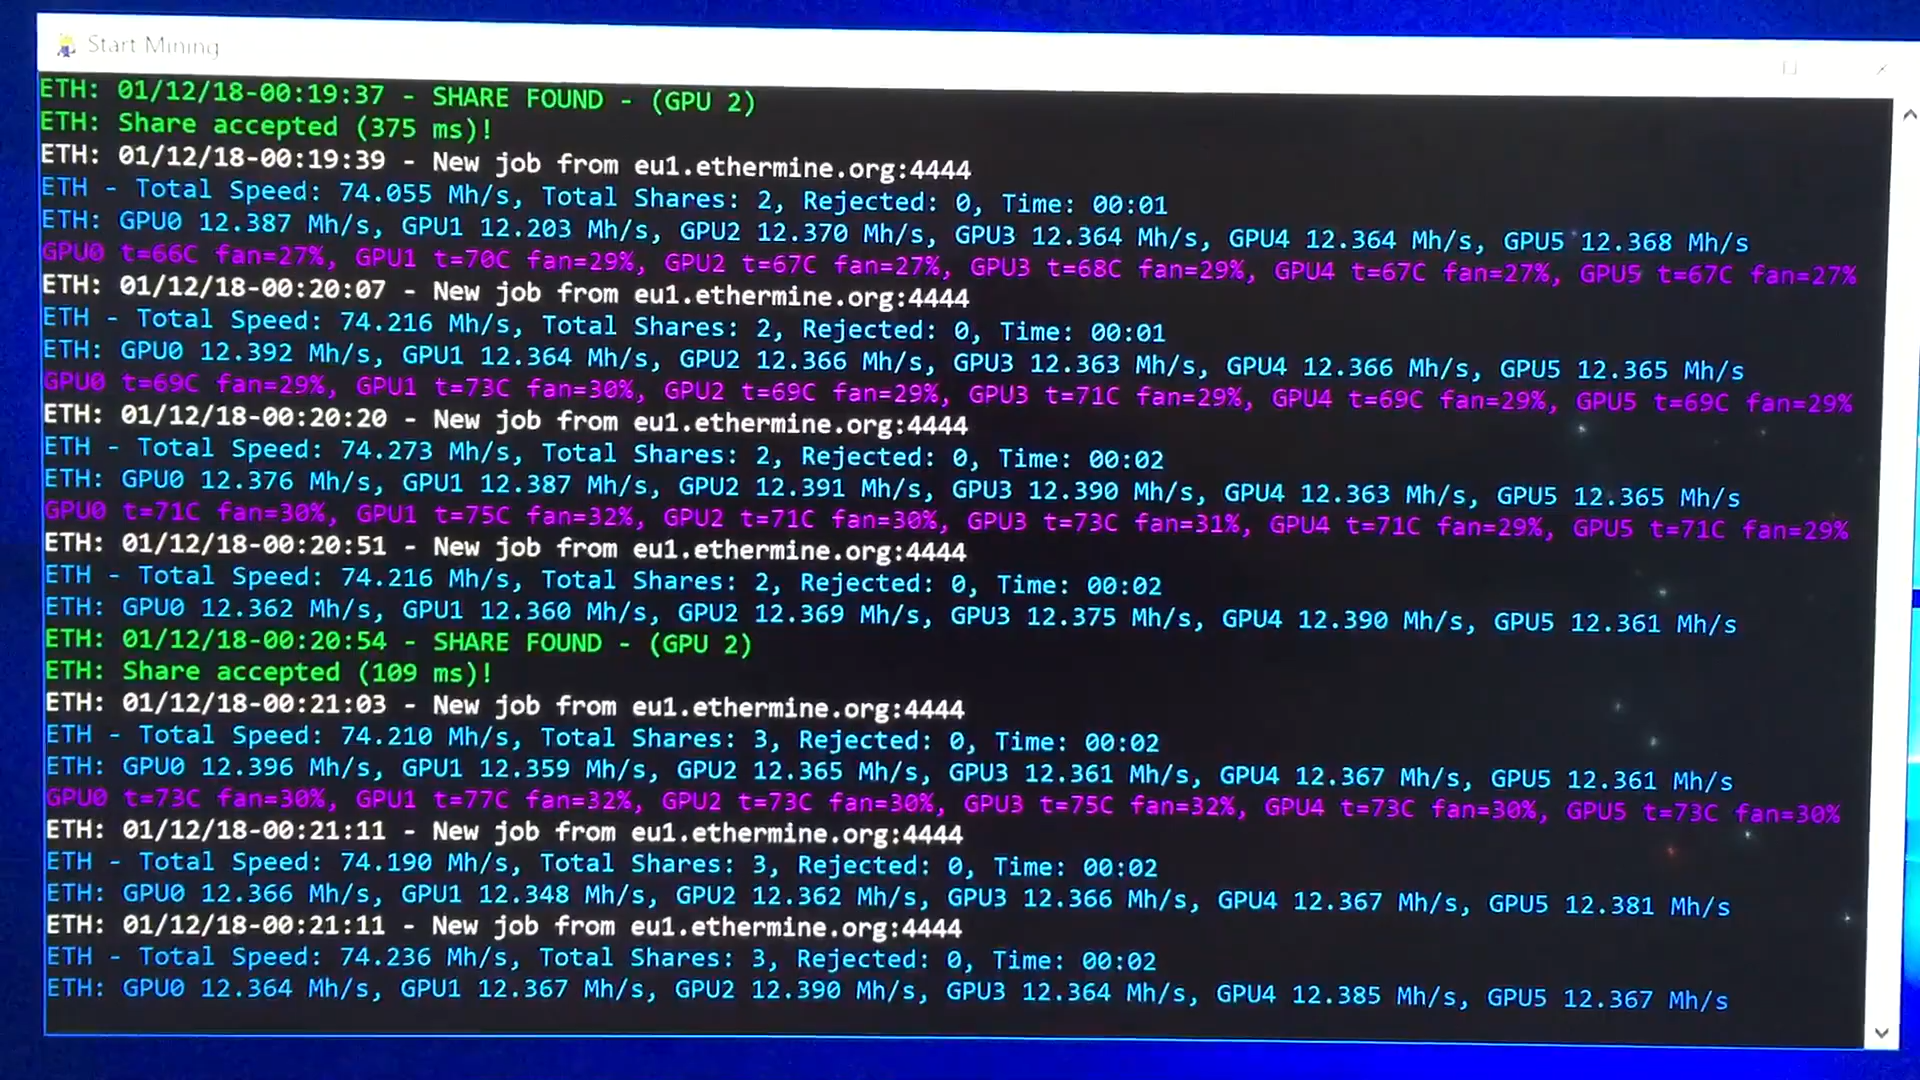 Start Mining
ETH: 01/12/18-00:19:37 - SHARE FOUND - (GPU 2)
ETH: Share accepted (375 ms)!
ETH: 01/12/18-00:19:39 - New job from eu1.ethermine.org:4444
ETH - Total Speed: 74.055 Mh/s, Total Shares: 2, Rejected: 0, Time: 00:01
ETH: GPU0 12.387 Mh/s, GPU1 12.203 Mh/s, GPU2 12.370 Mh/s, GPU3 12.364 Mh/s, GPU4 12.364 Mh/s, GPU5 12.368 Mh/s
GPU0 t=66C fan=27%, GPU1 t=70C fan=29%, GPU2 t=67C fan=27%, GPU3 t=68C fan=29%, GPU4 t=67C fan=27%, GPU5 t=67C fan=27%
ETH: 01/12/18-00:20:07 - New job from eu1.ethermine.org:4444
ETH - Total Speed: 74.216 Mh/s, Total Shares: 2, Rejected: 0, Time: 00:01
ETH: GPU0 12.392 Mh/s, GPU1 12.364 Mh/s, GPU2 12.366 Mh/s, GPU3 12.363 Mh/s, GPU4 12.366 Mh/s, GPU5 12.365 Mh/s
GPU0 t=69C fan=29%, GPU1 t=73C fan=30%, GPU2 t=69C fan=29%, GPU3 t=71C fan=29%, GPU4 t=69C fan=29%, GPU5 t=69C fan=29%
ETH: 01/12/18-00:20:20 - New job from eu1.ethermine.org:4444
ETH - Total Speed: 74.273 Mh/s, Total Shares: 2, Rejected: 0, Time: 00:02
ETH: GPU0 12.376 Mh/s, GPU1 12.387 Mh/s, GPU2 12.391 Mh/s, GPU3 12.390 Mh/s, GPU4 12.363 Mh/s, GPU5 12.365 Mh/s
GPU0 t=71C fan=30%, GPU1 t=75C fan=32%, GPU2 t=71C fan=30%, GPU3 t=73C fan=31%, GPU4 t=71C fan=29%, GPU5 t=71C fan=29%
ETH: 01/12/18-00:20:51 - New job from eu1.ethermine.org:4444
ETH - Total Speed: 74.216 Mh/s, Total Shares: 2, Rejected: 0, Time: 00:02
ETH: GPU0 12.362 Mh/s, GPU1 12.360 Mh/s, GPU2 12.369 Mh/s, GPU3 12.375 Mh/s, GPU4 12.390 Mh/s, GPU5 12.361 Mh/s
ETH: 01/12/18-00:20:54 - SHARE FOUND - (GPU 2)
ETH: Share accepted (109 ms)!
ETH: 01/12/18-00:21:03 - New job from eu1.ethermine.org:4444
ETH - Total Speed: 74.210 Mh/s, Total Shares: 3, Rejected: 0, Time: 00:02
ETH: GPU0 12.396 Mh/s, GPU1 12.359 Mh/s, GPU2 12.365 Mh/s, GPU3 12.361 Mh/s, GPU4 12.367 Mh/s, GPU5 12.361 Mh/s
GPU0 t=73C fan=30%, GPU1 t=77C fan=32%, GPU2 t=73C fan=30%, GPU3 t=75C fan=32%, GPU4 t=73C fan=30%, GPU5 t=73C fan=30%
ETH: 01/12/18-00:21:11 - New job from eu1.ethermine.org:4444
ETH - Total Speed: 74.190 Mh/s, Total Shares: 3, Rejected: 0, Time: 00:02
ETH: GPU0 12.366 Mh/s, GPU1 12.348 Mh/s, GPU2 12.362 Mh/s, GPU3 12.366 Mh/s, GPU4 12.367 Mh/s, GPU5 12.381 Mh/s
ETH: 01/12/18-00:21:11 - New job from eu1.ethermine.org:4444
ETH - Total Speed: 74.236 Mh/s, Total Shares: 3, Rejected: 0, Time: 00:02
ETH: GPU0 12.364 Mh/s, GPU1 12.367 Mh/s, GPU2 12.390 Mh/s, GPU3 12.364 Mh/s, GPU4 12.385 Mh/s, GPU5 12.367 Mh/s